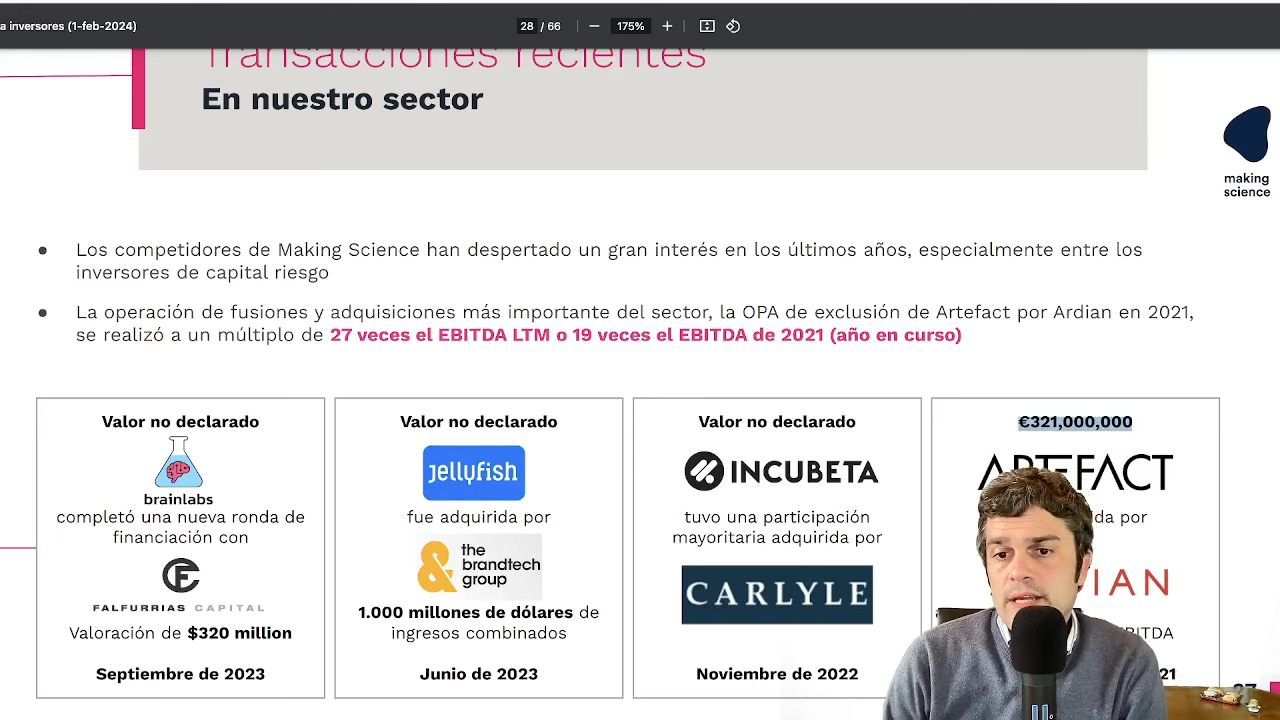 a inversores (1-feb-2024)
28 / 66
175%
Transacciones recientes
En nuestro sector
making
science
Los competidores de Making Science han despertado un gran interés en los últimos años, especialmente entre los
inversores de capital riesgo
La operación de fusiones y adquisiciones más importante del sector, la OPA de exclusión de Artefact por Ardian en 2021,
se realizó a un múltiplo de 27 veces el EBITDA LTM o 19 veces el EBITDA de 2021 (año en curso)
Valor no declarado
brainlabs
completó una nueva ronda de
financiación con
FALFURRIAS CAPITAL
Valoración de $320 million
Septiembre de 2023
Valor no declarado
jellyfish
fue adquirida por
&
the
brandtech
group
1.000 millones de dólares de
ingresos combinados
Junio de 2023
Valor no declarado
INCUBETA
tuvo una participación
mayoritaria adquirida por
CARLYLE
Noviembre de 2022
€321,000,000
ARTEFACT
por
EBITDA